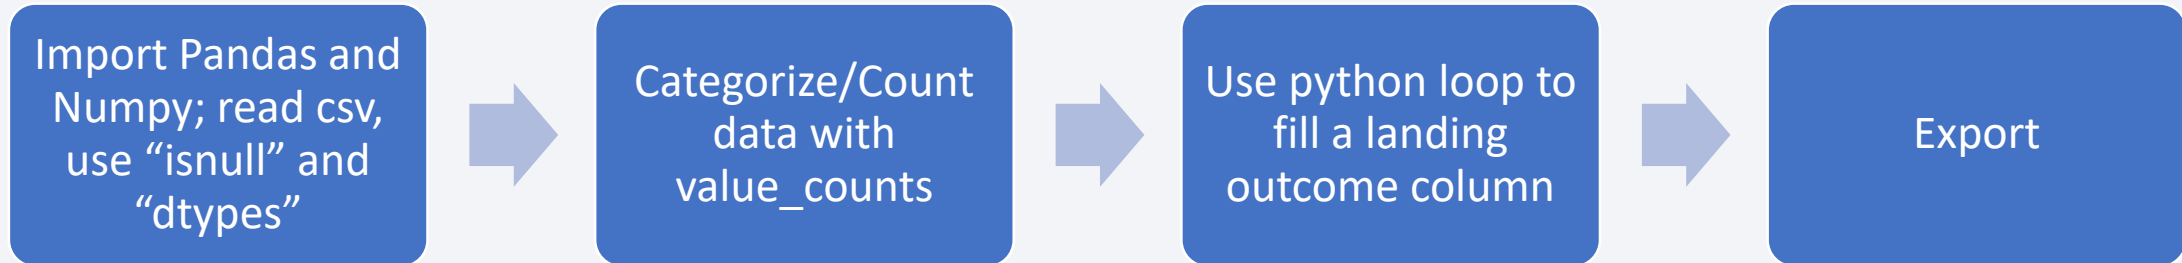 Import Pandas and
Numpy; read csv,
use “isnull” and
“dtypes”
Categorize/Count
data with
value_counts
Use python loop to
fill a landing
outcome column
Export